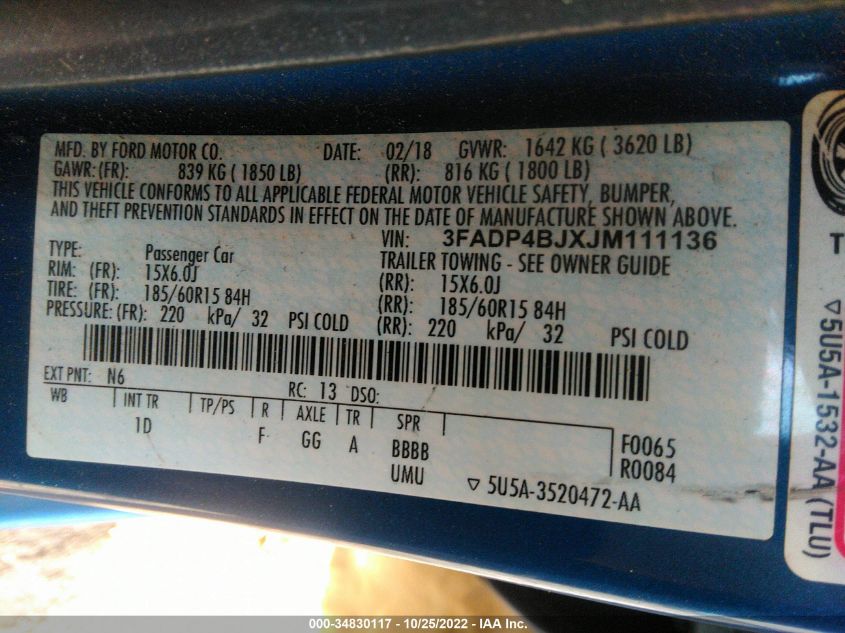 MFD. BY FORD MOTOR CO. DATE: 02/18 GVWR: 1642 KG ( 3620 LB)
GAWR: (FR): 839 KG ( 1850 LB) (RR): 816 KG ( 1800 LB)
THIS VEHICLE CONFORMS TO ALL APPLICABLE FEDERAL MOTOR VEHICLE SAFETY, BUMPER,
AND THEFT PREVENTION STANDARDS IN EFFECT ON THE DATE OF MANUFACTURE SHOWN ABOVE.
VIN: 3FADP4BJXJM111136
TYPE: Passenger Car TRAILER TOWING - SEE OWNER GUIDE
RIM: (FR): 15X6.0J (RR): 15X6.0J
TIRE: (FR): 185/60R15 84H (RR): 185/60R15 84H
PRESSURE: (FR): 220 kPa/ 32 PSI COLD (RR): 220 kPa/ 32 PSI COLD
EXT PNT: N6 RC: 13 DSO:
WB INT TR TP/PS R AXLE TR SPR
1D F GG A BBBB F0065
UMU R0084
▽ 5U5A-3520472-AA
T
▽ 5U5A-1532-AA (TLU)
000-34830117 - 10/25/2022 - IAA Inc.